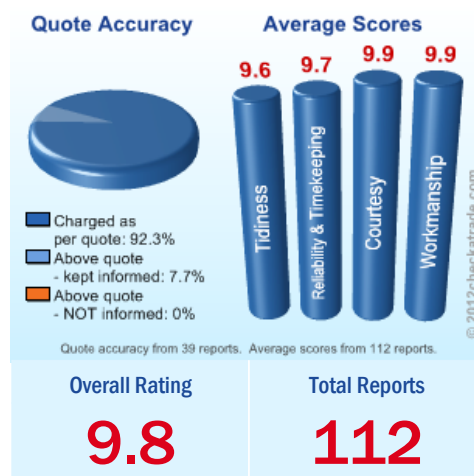 Quote Accuracy
Charged as
per quote: 92.3%
Above quote
- kept informed: 7.7%
Above quote
- NOT informed: 0%
Average Scores
9.6 9.7 9.9 9.9
Tidiness
Reliability & Timekeeping
Courtesy
Workmanship
© 2012checkatrade.com
Quote accuracy from 39 reports. Average scores from 112 reports.
Overall Rating
9.8
Total Reports
112